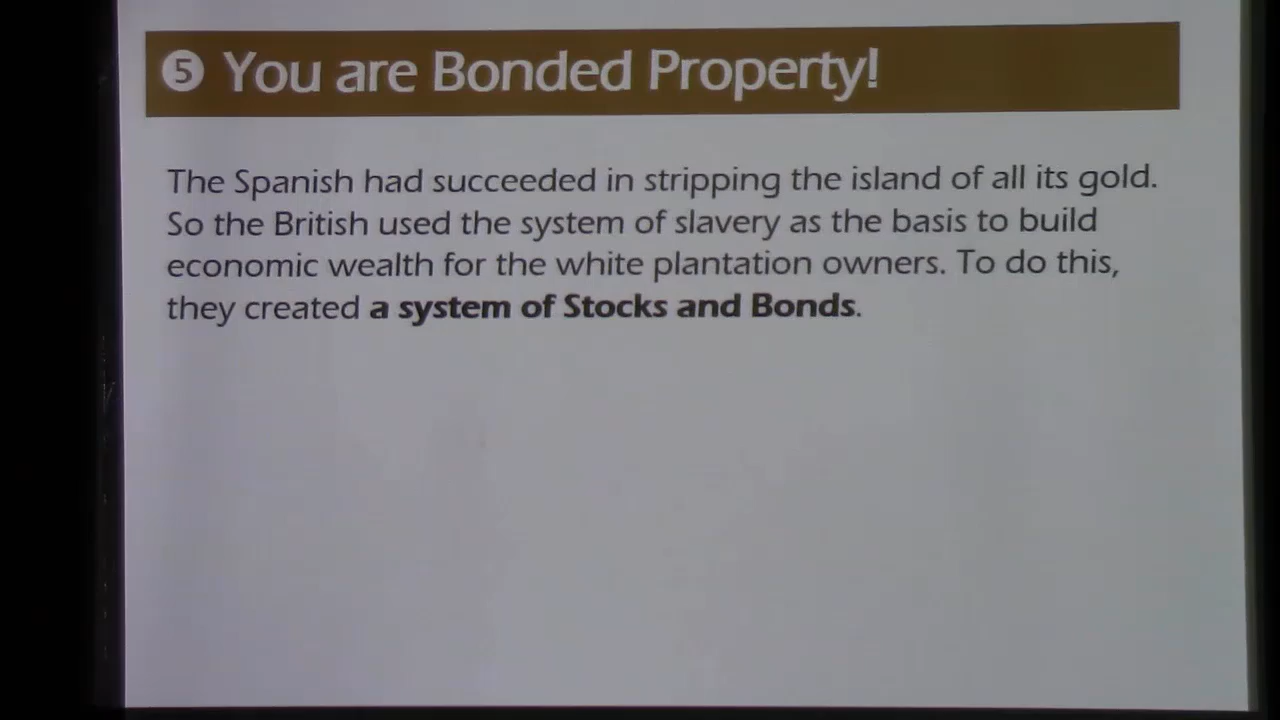 ❺ You are Bonded Property!
The Spanish had succeeded in stripping the island of all its gold.
So the British used the system of slavery as the basis to build
economic wealth for the white plantation owners. To do this,
they created a system of Stocks and Bonds.